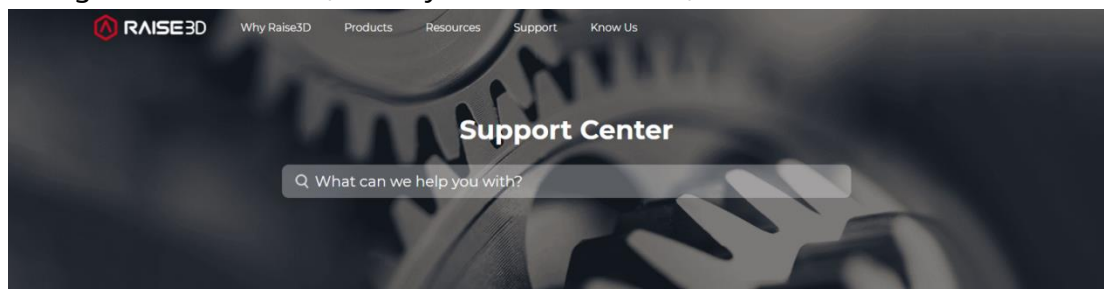 RAISE3D Why Raise3D Products Resources Support Know Us
Support Center
What can we help you with?